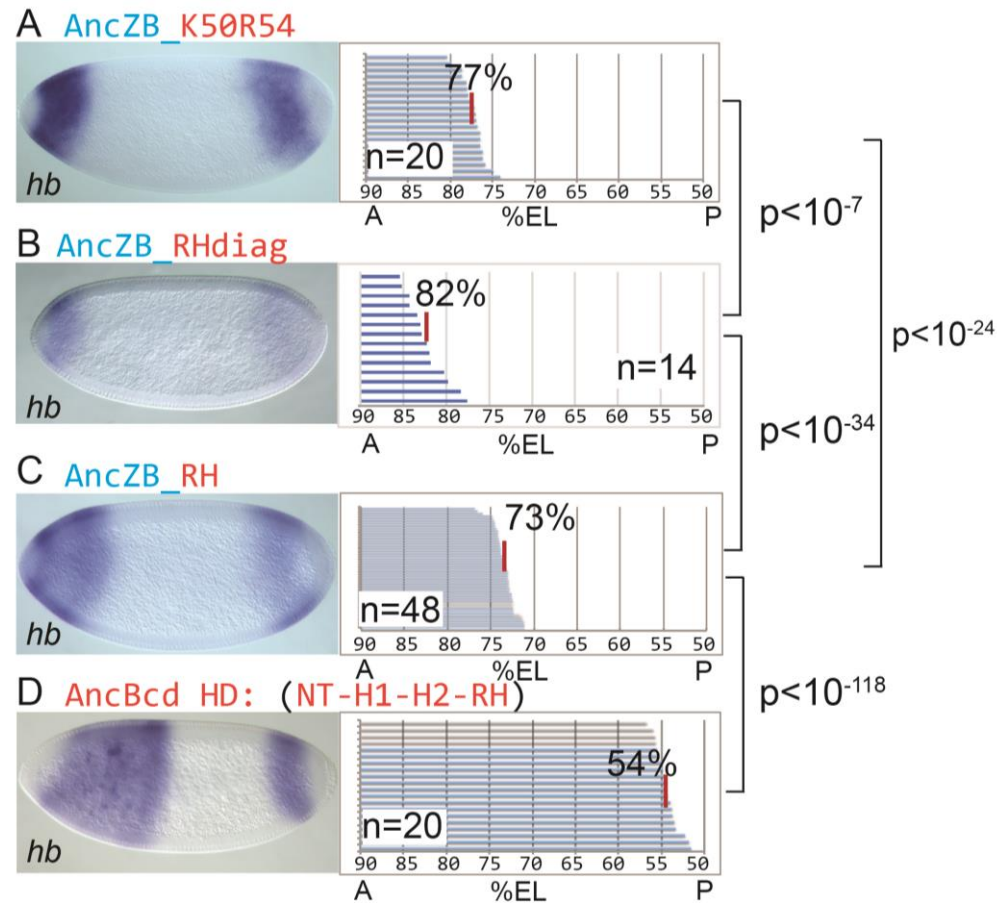 A AncZB_K50R54
77%
n=20
hb
90 85 80 75 70 65 60 55 50
A %EL P
p<10-7
B AncZB_RHdiag
82%
n=14
hb
90 85 80 75 70 65 60 55 50
A %EL P
p<10-24
p<10-34
C AncZB_RH
73%
n=48
hb
90 85 80 75 70 65 60 55 50
A %EL P
p<10-118
D AncBcd HD: (NT-H1-H2-RH)
54%
n=20
hb
90 85 80 75 70 65 60 55 50
A %EL P